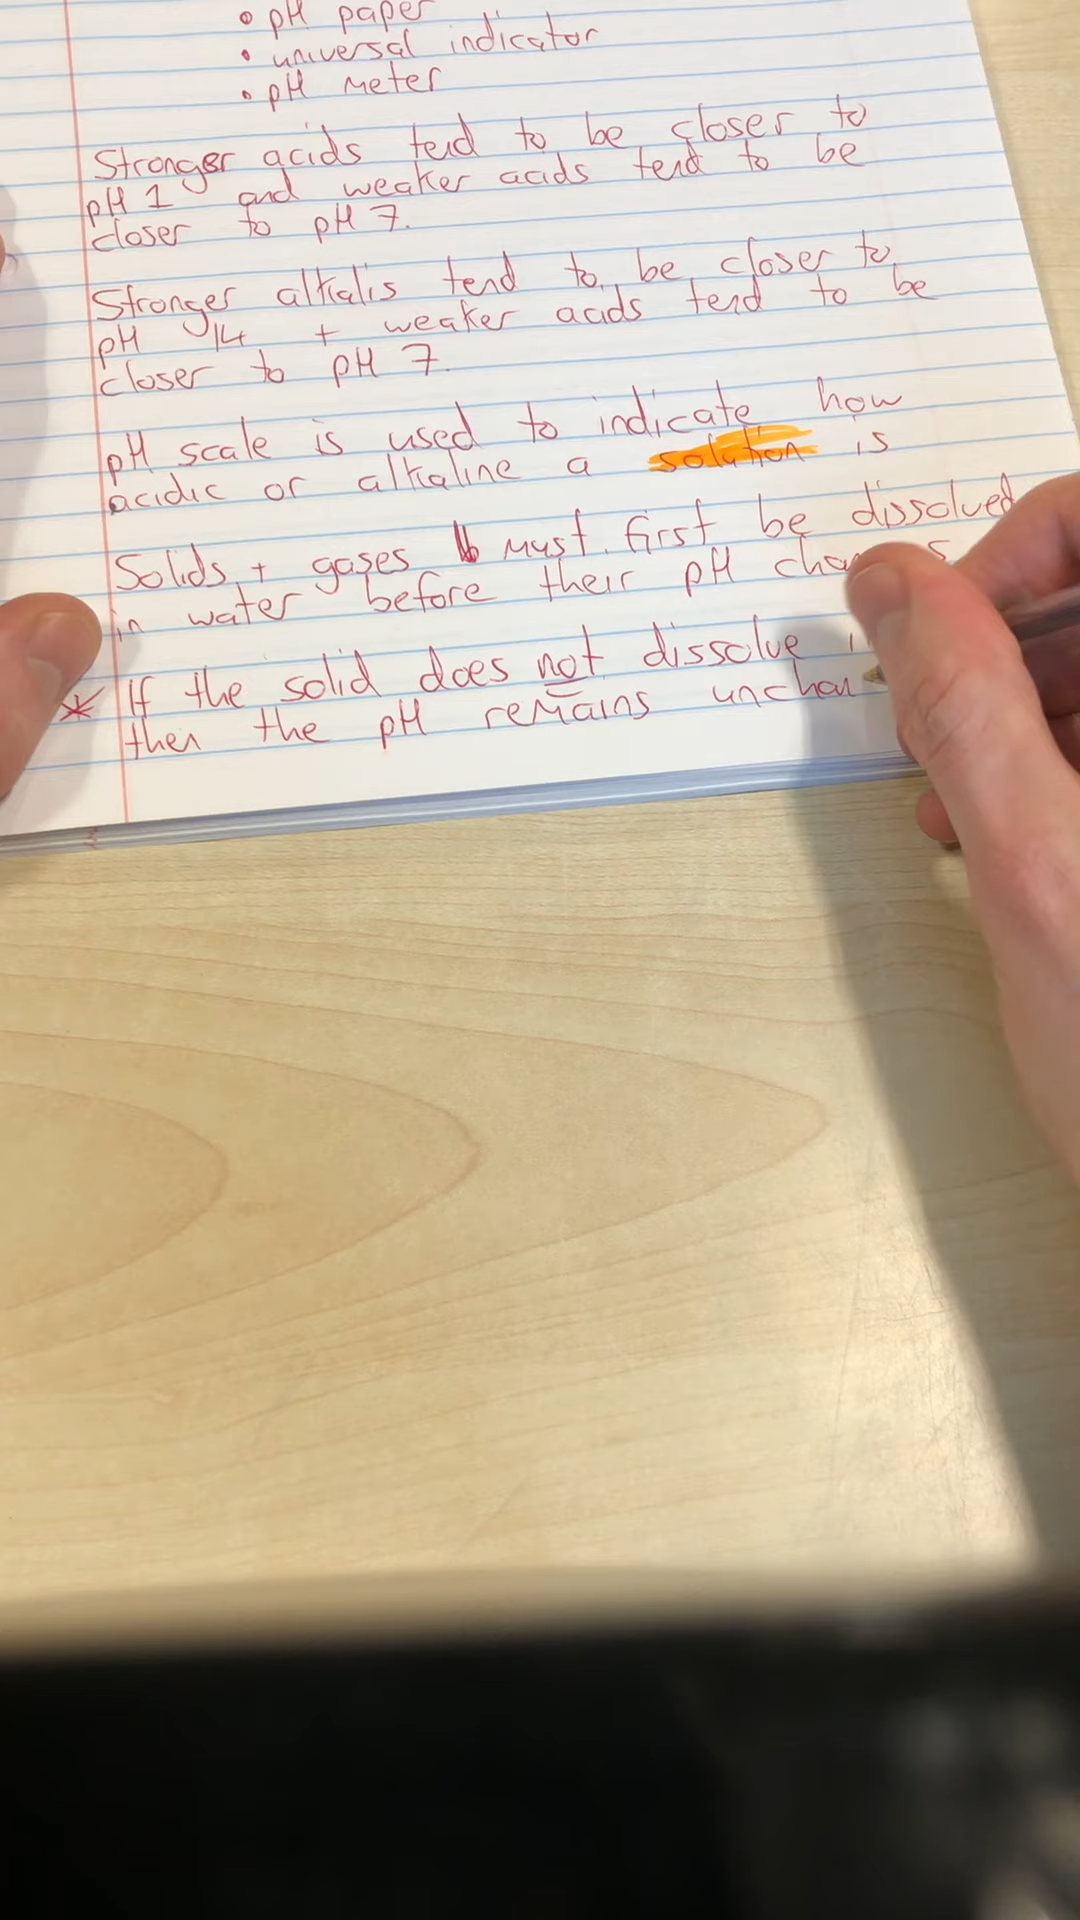 • pH paper
• universal indicator
• pH meter
Stronger acids tend to be closer to
pH 1 and weaker acids tend to be
closer to pH 7.
Stronger alkalis tend to be closer to
pH 14 + weaker acids tend to be
closer to pH 7.
pH scale is used to indicate how
acidic or alkaline a solution is
Solids + gases must first be dissolved
in water before their pH
* If the solid does not dissolve
then the pH remains unchan